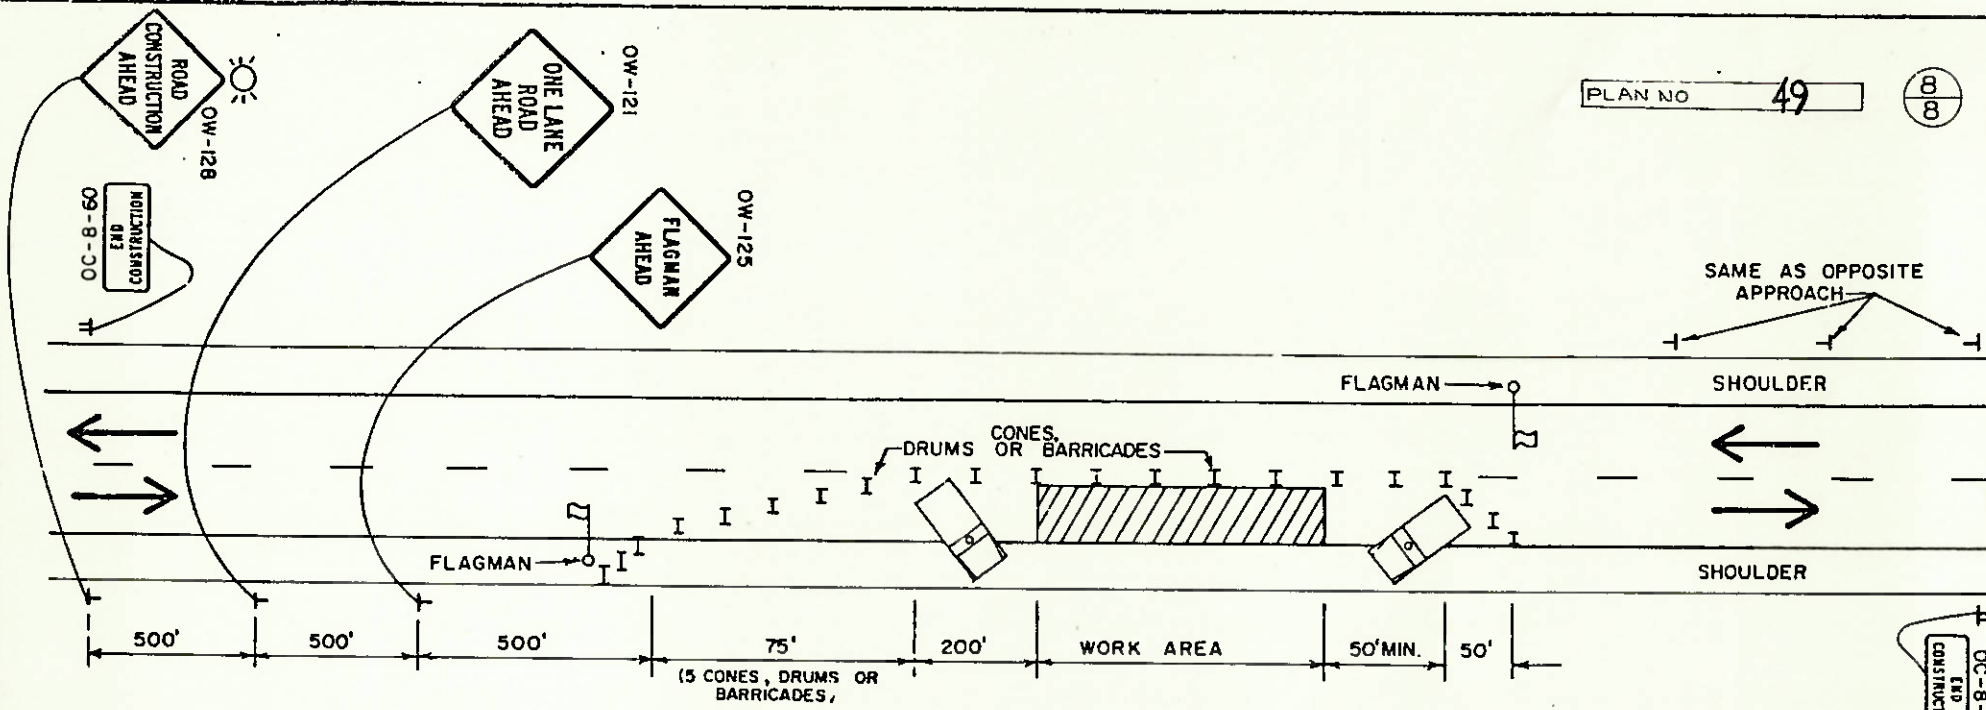 ROAD
CONSTRUCTION
AHEAD
OW-128
ONE LANE
ROAD
AHEAD
OW-121
FLAGMAN
AHEAD
OW-125
END
CONSTRUCTION
OC-8-60
PLAN NO 49
8
8
SAME AS OPPOSITE
APPROACH
FLAGMAN
SHOULDER
CONES,
DRUMS OR BARRICADES
FLAGMAN
SHOULDER
500'
500'
500'
75'
200'
WORK AREA
50' MIN.
50'
(5 CONES, DRUMS OR
BARRICADES,
END
OC-8-